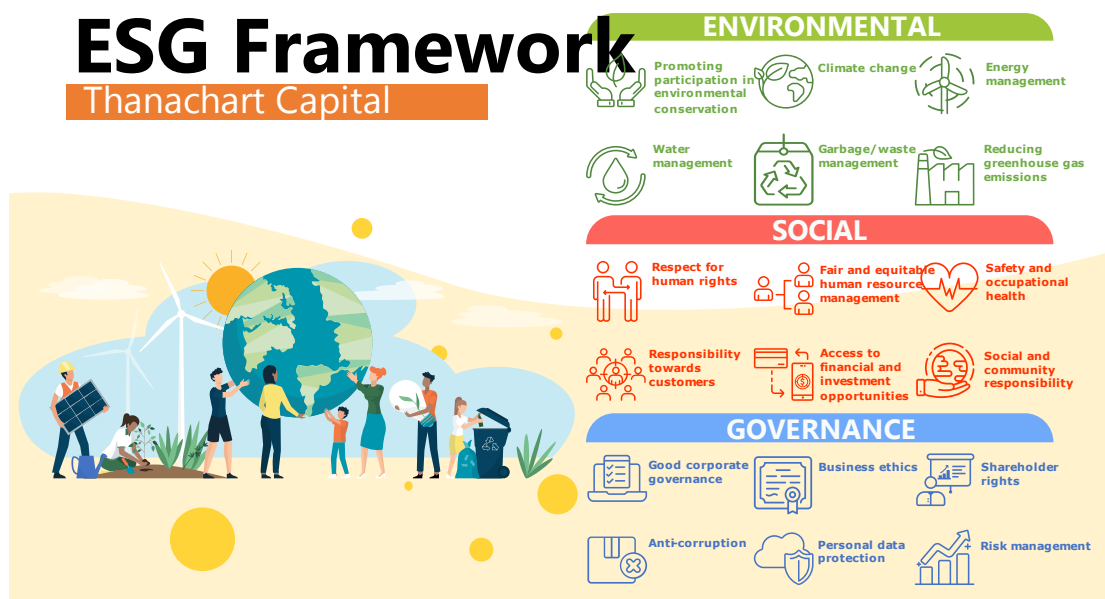 ESG Framework
Thanachart Capital
ENVIRONMENTAL
Promoting
participation in
environmental
conservation
Climate change
Energy
management
Water
management
Garbage/waste
management
Reducing
greenhouse gas
emissions
SOCIAL
Respect for
human rights
Fair and equitable
human resource
management
Safety and
occupational
health
Responsibility
towards
customers
Access to
financial and
investment
opportunities
Social and
community
responsibility
GOVERNANCE
Good corporate
governance
Business ethics
Shareholder
rights
Anti-corruption
Personal data
protection
Risk management